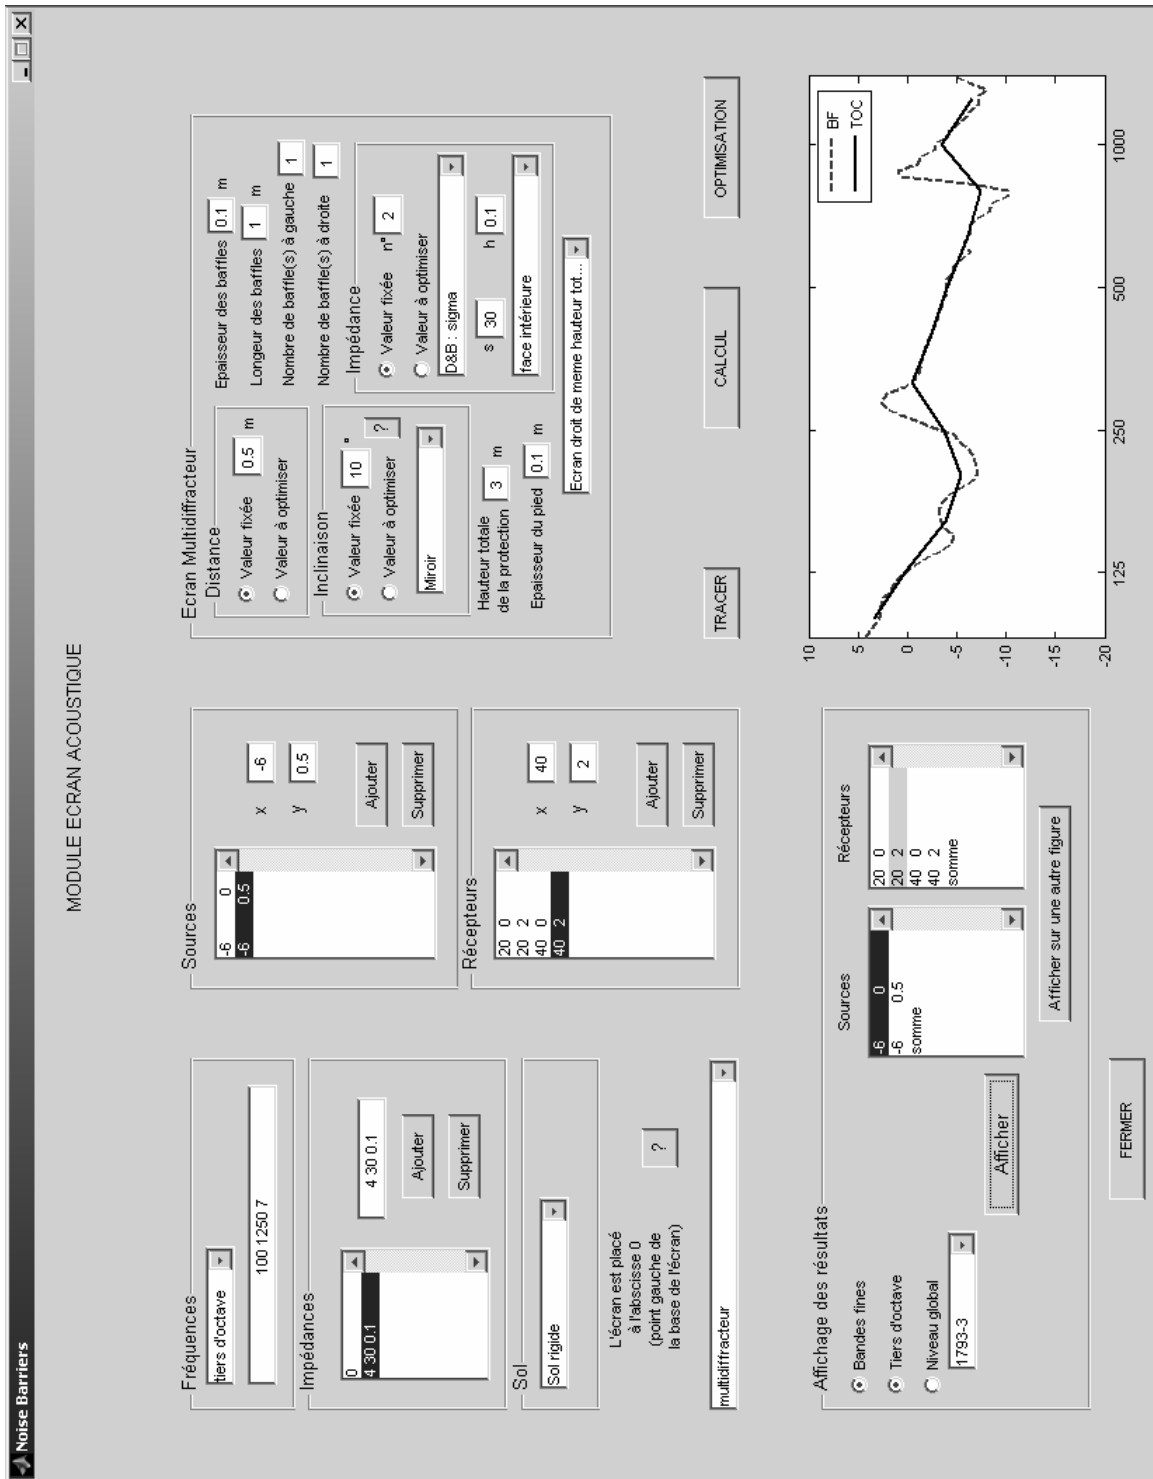 Noise Barriers
MODULE ECRAN ACOUSTIQUE
Fréquences
tiers d'octave
100 1250 7
Impédances
0
4 30 0.1
4 30 0.1
Ajouter
Supprimer
Sol
Sol rigide
L'écran est placé
à l'abscisse 0
(point gauche de
la base de l'écran)
?
multidiffracteur
Sources
-6 0
-6 0.5
x -6
y 0.5
Ajouter
Supprimer
Récepteurs
20 0
20 2
40 0
40 2
x 40
y 2
Ajouter
Supprimer
Ecran Multidiffracteur
Distance
Valeur fixée 0.5 m
Valeur à optimiser
Inclinaison
Valeur fixée 10 °
Valeur à optimiser ?
Miroir
Hauteur totale
de la protection 3 m
Epaisseur du pied 0.1 m
Epaisseur des baffles 0.1 m
Longeur des baffles 1 m
Nombre de baffle(s) à gauche 1
Nombre de baffle(s) à droite 1
Impédance
Valeur fixée n° 2
Valeur à optimiser
D&B : sigma
s 30 h 0.1
face intérieure
Ecran droit de meme hauteur tot...
TRACER
CALCUL
OPTIMISATION
Affichage des résultats
Bandes fines
Tiers d'octave
Niveau global
1793-3
Afficher
Sources
-6 0
-6 0.5
somme
Récepteurs
20 0
20 2
40 0
40 2
somme
Afficher sur une autre figure
FERMER
10
5
0
-5
-10
-15
-20
125
250
500
1000
BF
TOC